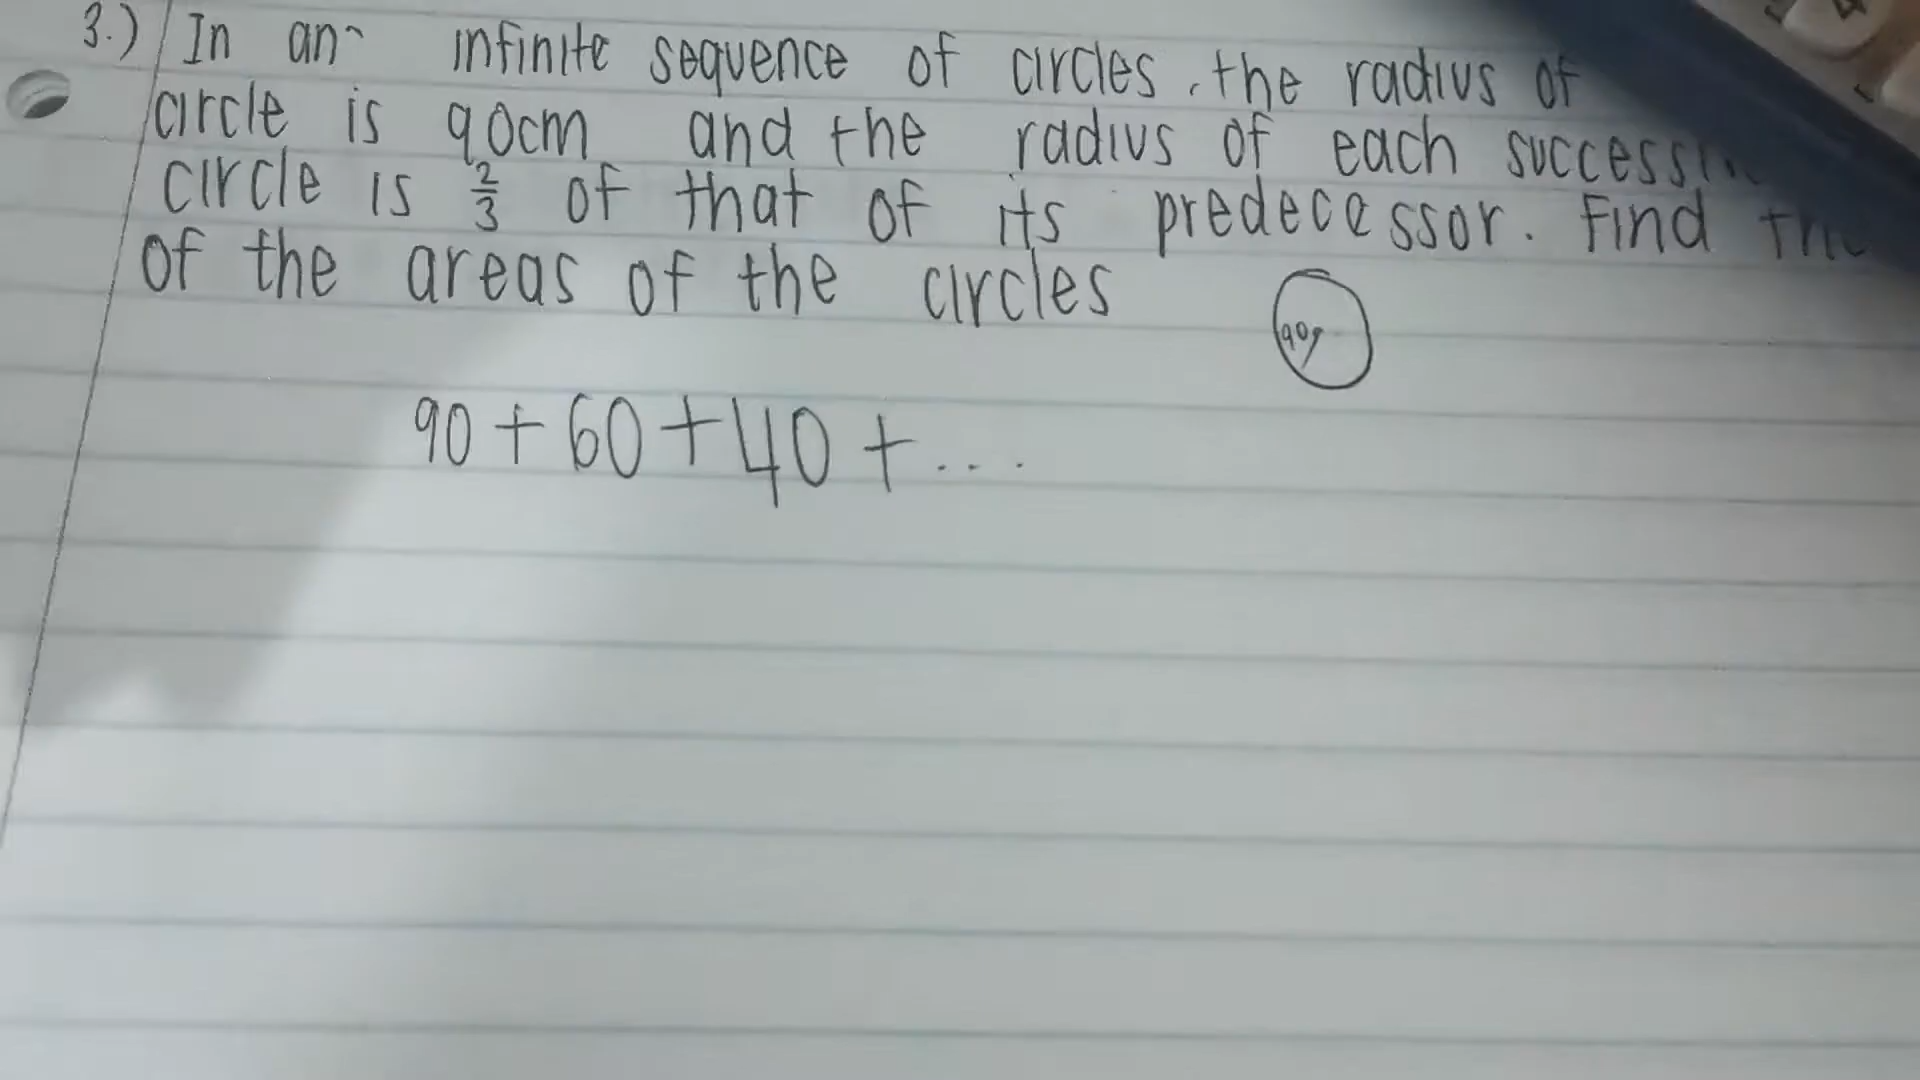 3.) In an infinite sequence of circles, the radius of
circle is 90cm and the radius of each
circle is 2/3 of that of its predecessor. Find the
of the areas of the circles
90
90 + 60 + 40 + ...